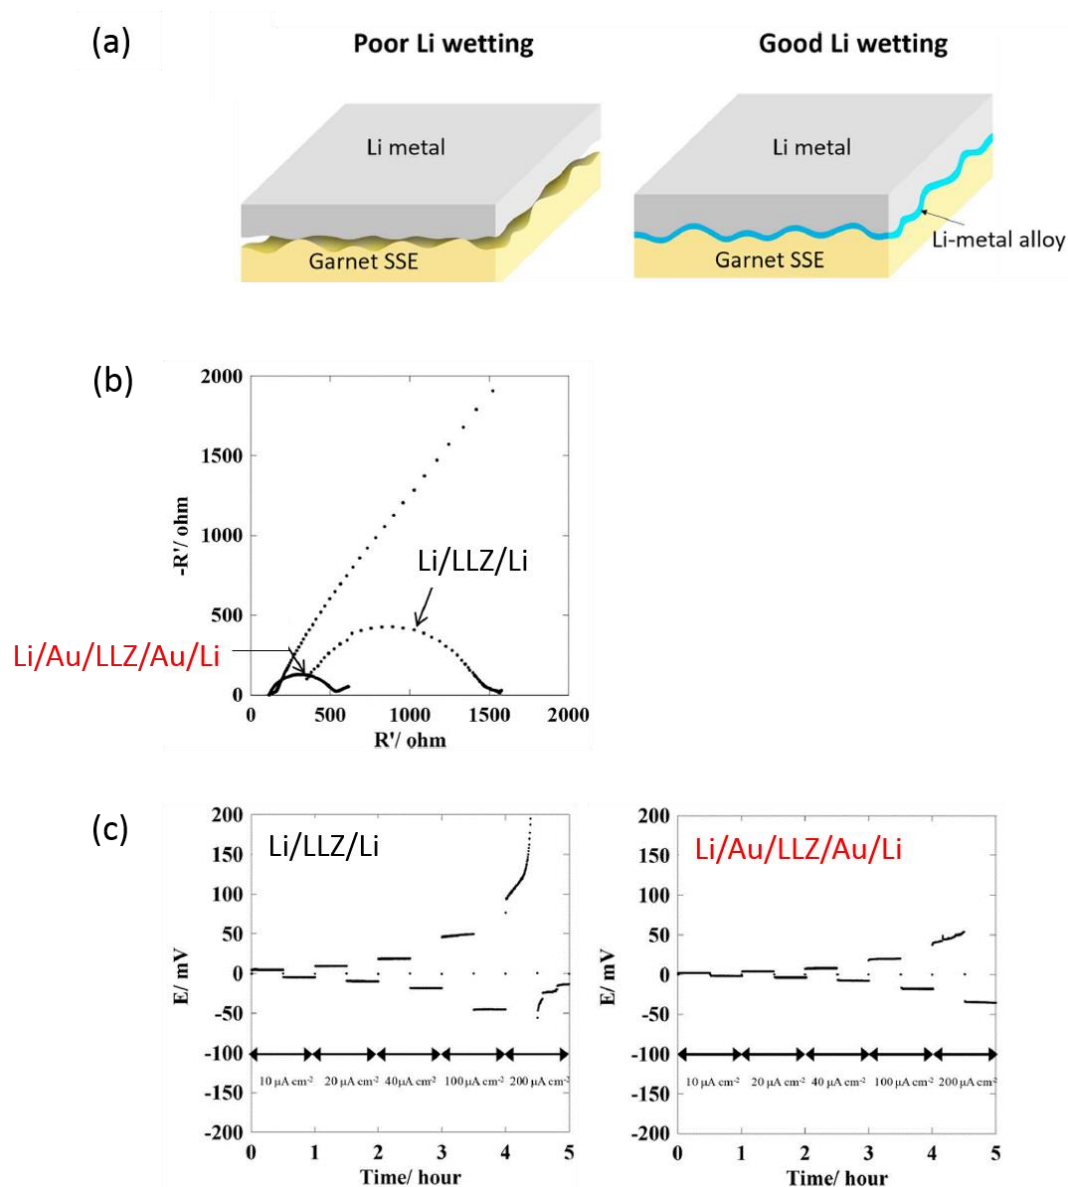 (a)
Poor Li wetting
Good Li wetting
Li metal
Li metal
Li-metal alloy
Garnet SSE
Garnet SSE
(b)
2000
1500
1000
500
0
-R'/ ohm
Li/LLZ/Li
Li/Au/LLZ/Au/Li
0 500 1000 1500 2000
R'/ ohm
(c)
200
150
100
50
0
-50
-100
-150
-200
E/ mV
Li/LLZ/Li
10 μA cm-2 20 μA cm-2 40μA cm-2 100μA cm-2 200 μA cm-2
0 1 2 3 4 5
Time/ hour
200
150
100
50
0
-50
-100
-150
-200
E/ mV
Li/Au/LLZ/Au/Li
10 μA cm-2 20 μA cm-2 40 μA cm-2 100 μA cm-2 200 μA cm-2
0 1 2 3 4 5
Time/ hour